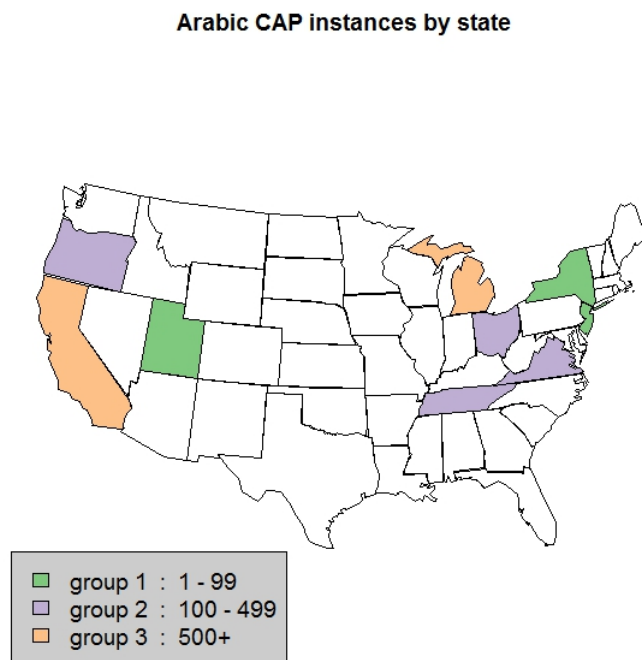 Arabic CAP instances by state
group 1 : 1 - 99
group 2 : 100 - 499
group 3 : 500+